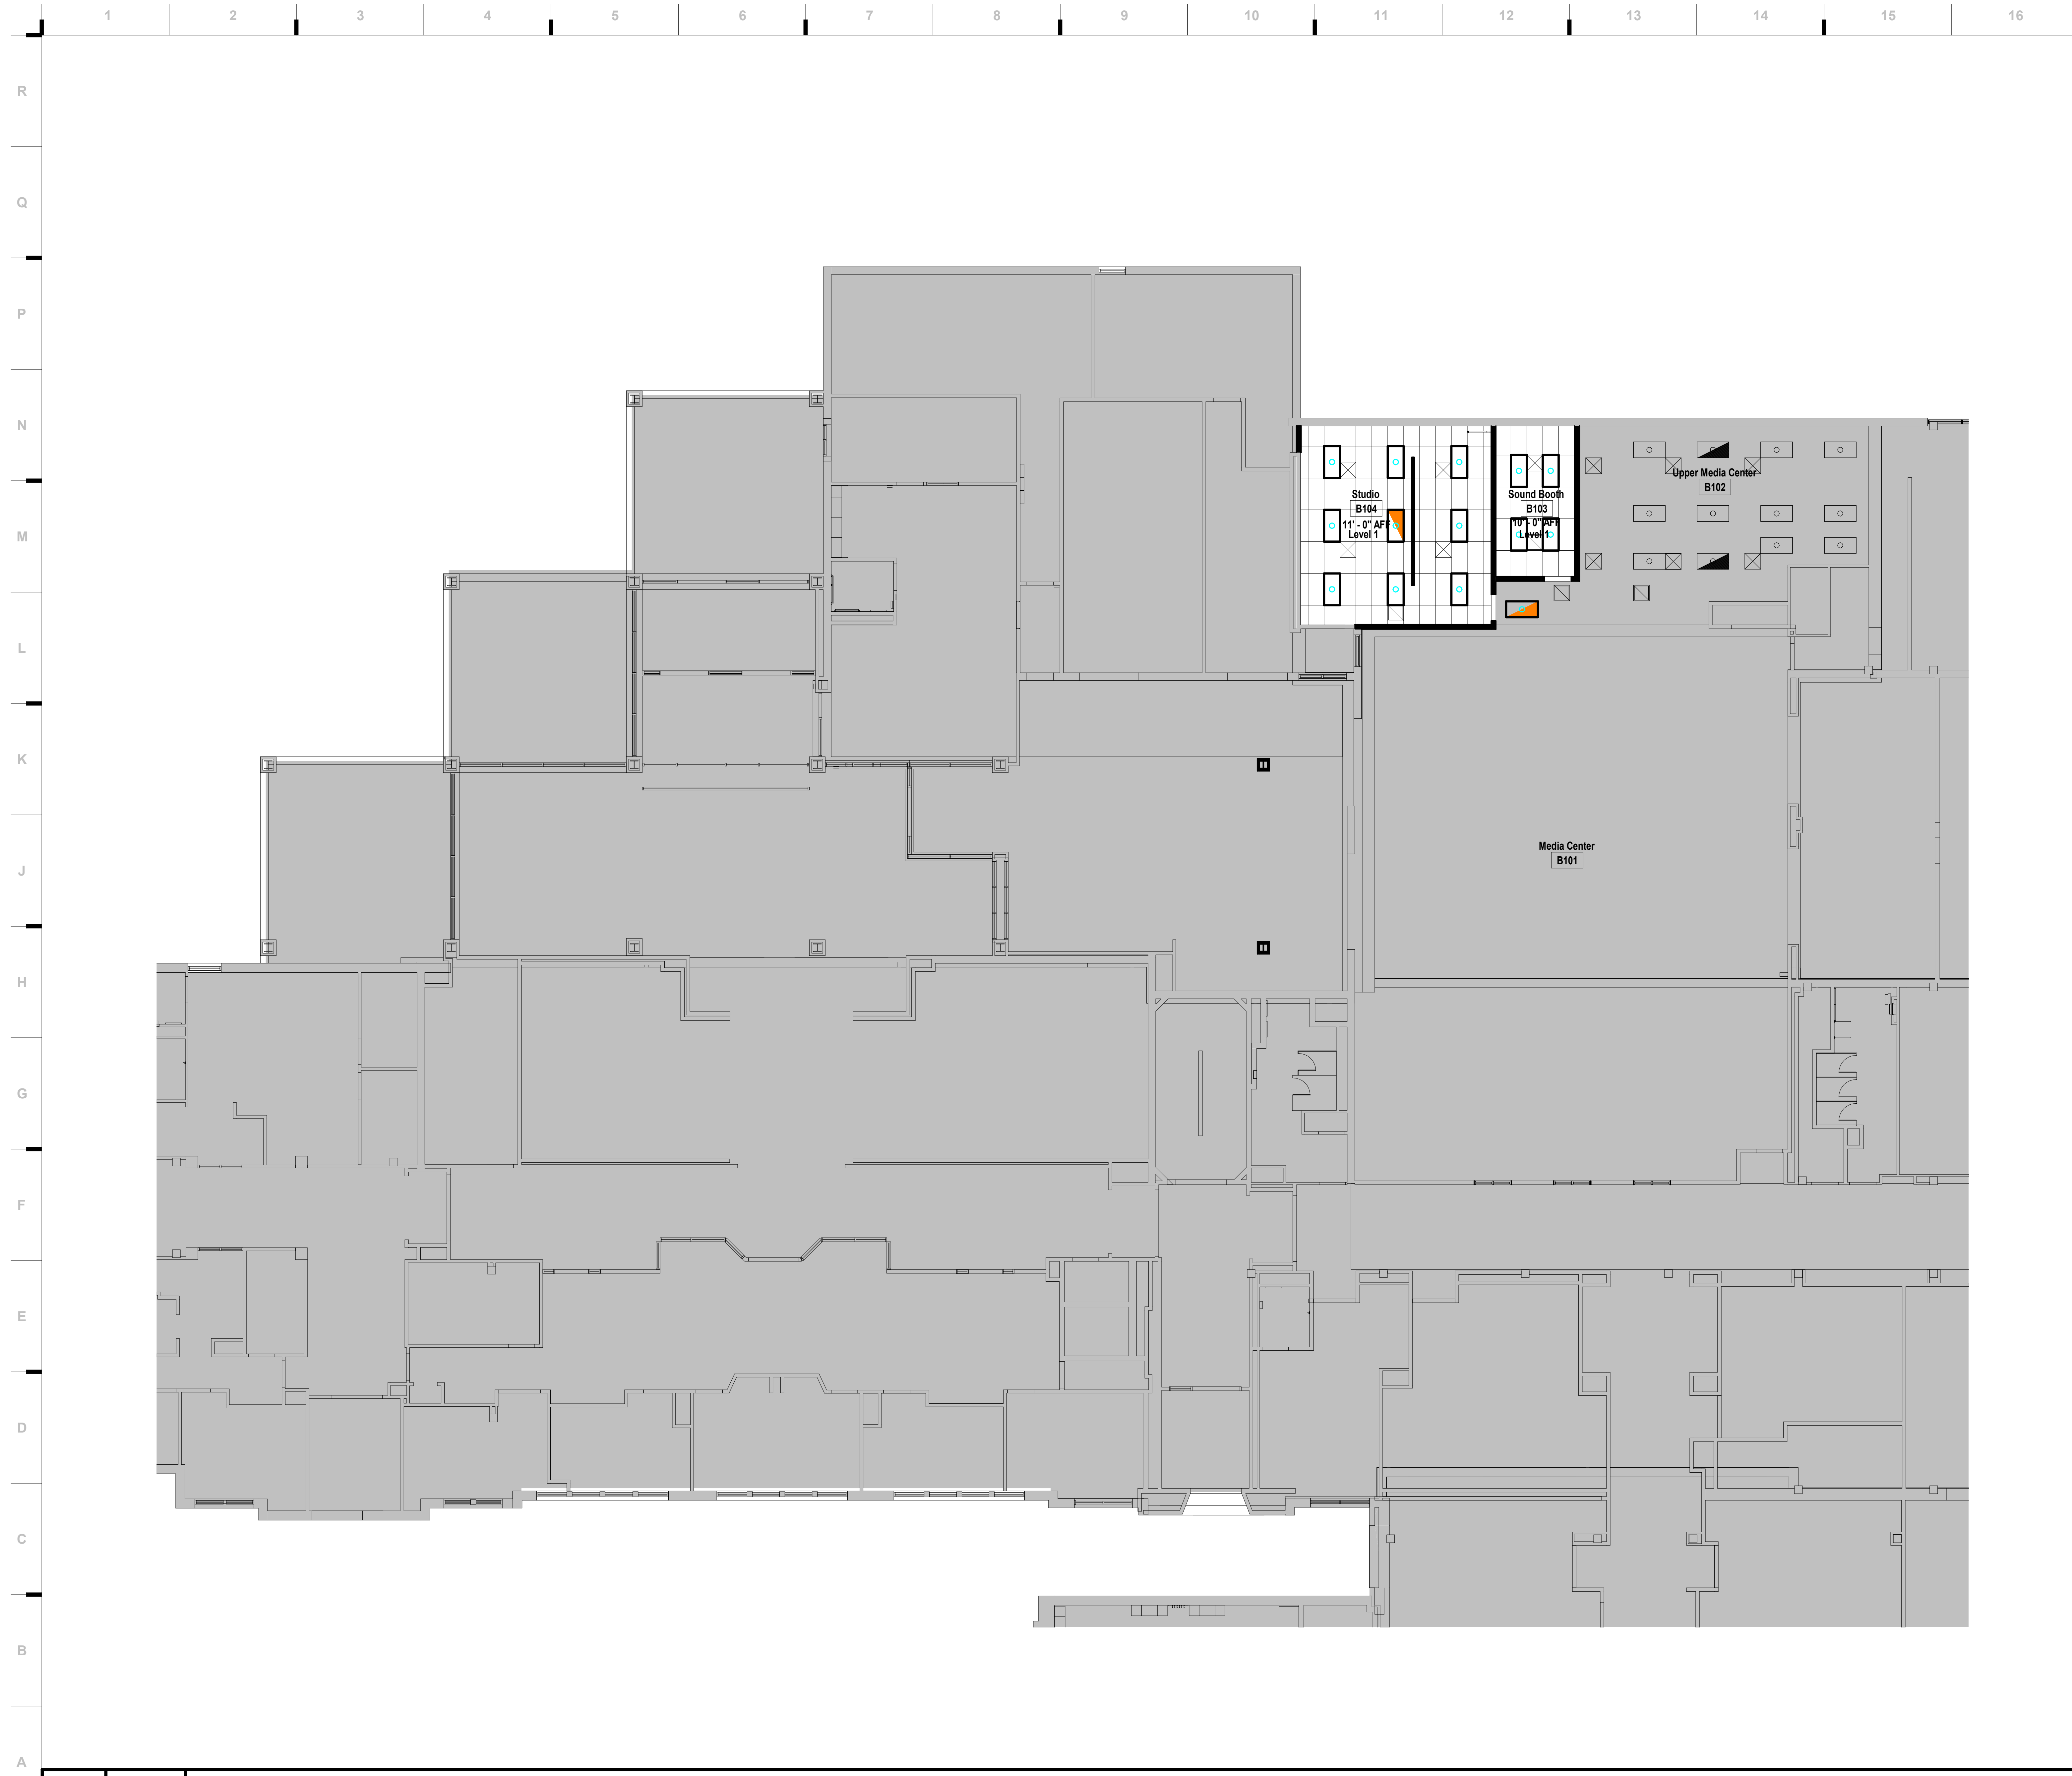 1 2 3 4 5 6 7 8 9 10 11 12 13 14 15 16
R
Q
P
N
M
L
K
J
H
G
F
E
D
C
B
A
Upper Media Center
B102
Studio
B104
11' - 0" AFF
Level 1
Sound Booth
B103
10' - 0" AFF
Level 1
Media Center
B101